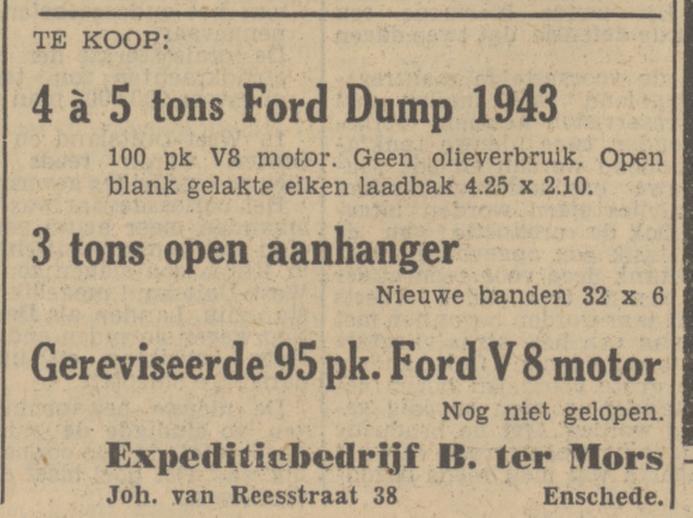 TE KOOP:
4 à 5 tons Ford Dump 1943
100 pk V8 motor. Geen olieverbruik. Open
blank gelakte eiken laadbak 4.25 x 2.10.
3 tons open aanhanger
Nieuwe banden 32 x 6
Gereviseerde 95 pk. Ford V 8 motor
Nog niet gelopen.
Expeditiebedrijf B. ter Mors
Joh. van Reesstraat 38 Enschede.